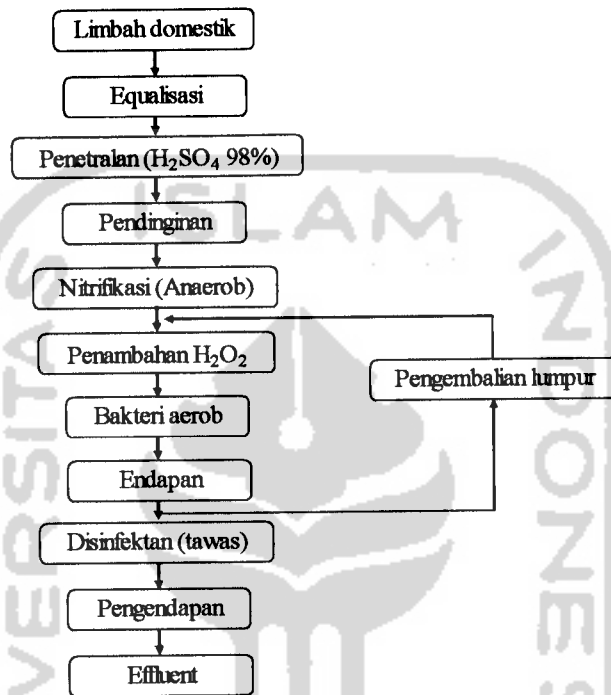 Limbah domestik
Equalisasi
Penetralan (H₂SO₄ 98%)
Pendinginan
Nitrifikasi (Anaerob)
Penambahan H₂O₂
Pengembalian lumpur
Bakteri aerob
Endapan
Disinfektan (tawas)
Pengendapan
Effluent
ISLAM